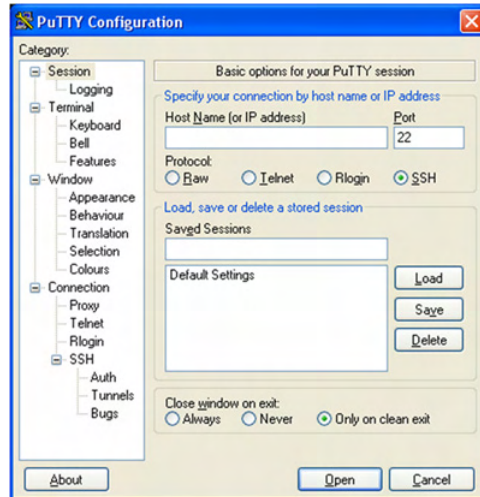 PuTTY Configuration
Category:
Session
Logging
Terminal
Keyboard
Bell
Features
Window
Appearance
Behaviour
Translation
Selection
Colours
Connection
Proxy
Telnet
Rlogin
SSH
Auth
Tunnels
Bugs
Basic options for your PuTTY session
Specify your connection by host name or IP address
Host Name (or IP address) Port
22
Protocol:
Raw Telnet Rlogin SSH
Load, save or delete a stored session
Saved Sessions
Default Settings
Load
Save
Delete
Close window on exit:
Always Never Only on clean exit
About Open Cancel